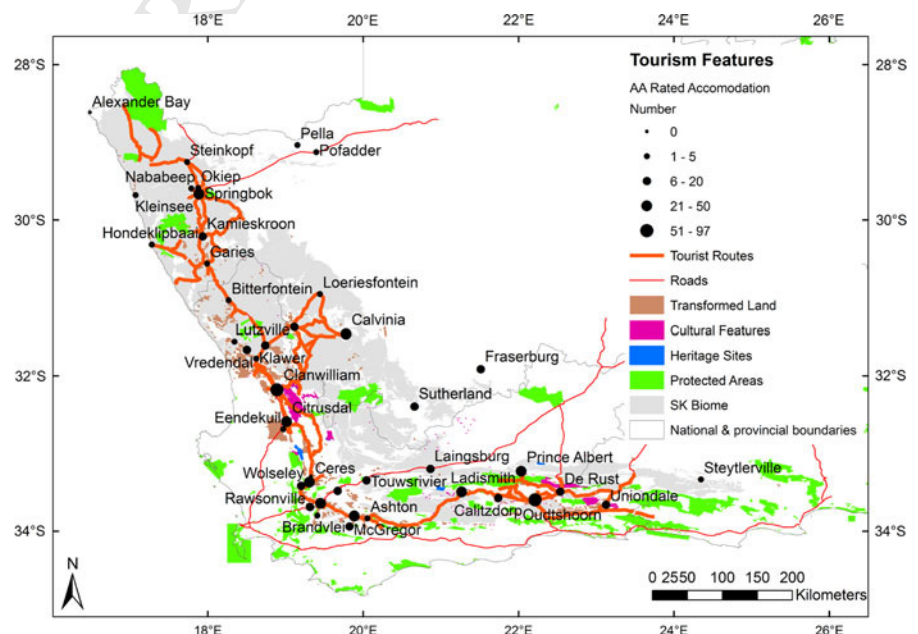 18°E 20°E 22°E 24°E 26°E
28°S 28°S
Tourism Features
AA Rated Accomodation
Number
0
1 - 5
6 - 20
21 - 50
51 - 97
Tourist Routes
Roads
Transformed Land
Cultural Features
Heritage Sites
Protected Areas
SK Biome
National & provincial boundaries
Alexander Bay
Pella
Steinkopf
Pofadder
Nababeep Okiep
Springbok
Kleinsee
30°S 30°S
Kamieskroon
Hondeklipbaai
Garies
Loeriesfontein
Bitterfontein
Lutzville
Calvinia
Vredendal
Klawer
Fraserburg
32°S 32°S
Clanwilliam
Sutherland
Citrusdal
Eendekuil
Laingsburg
Prince Albert
Wolseley
Ceres
Ladismith
De Rust
Steytlerville
Touwsrivier
Rawsonville
Uniondale
Ashton
Calitzdorp
Oudtshoorn
Brandvlei
McGregor
34°S 34°S
N
0 25 50 100 150 200
Kilometers
18°E 20°E 22°E 24°E 26°E